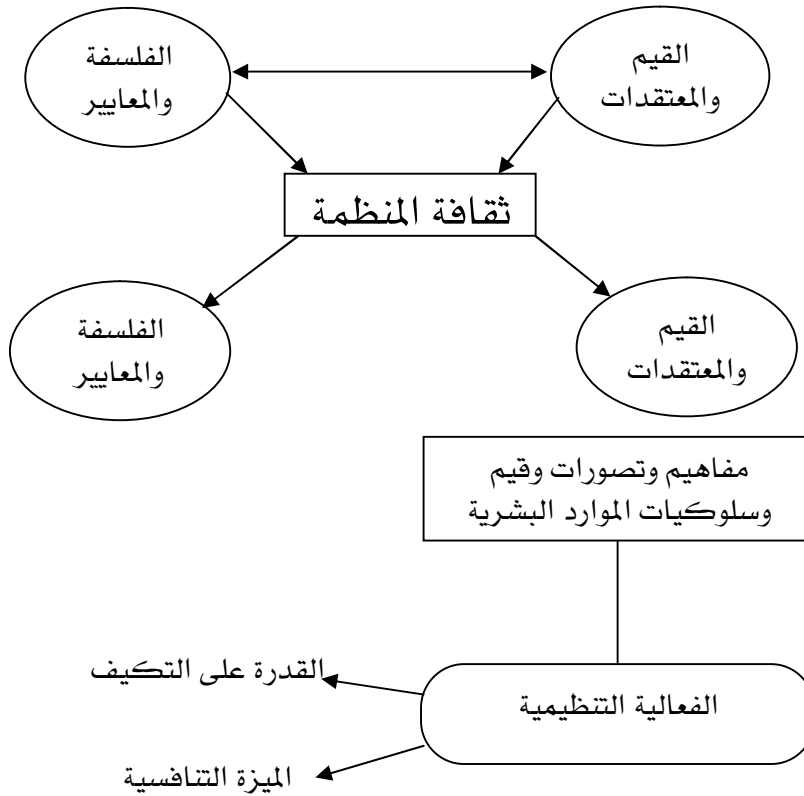 القيم
والمعتقدات
الفلسفة
والمعايير
ثقافة المنظمة
القيم
والمعتقدات
الفلسفة
والمعايير
مفاهيم وتصورات وقيم
وسلوكيات الموارد البشرية
القدرة على التكيف
الفعالية التنظيمية
الميزة التنافسية